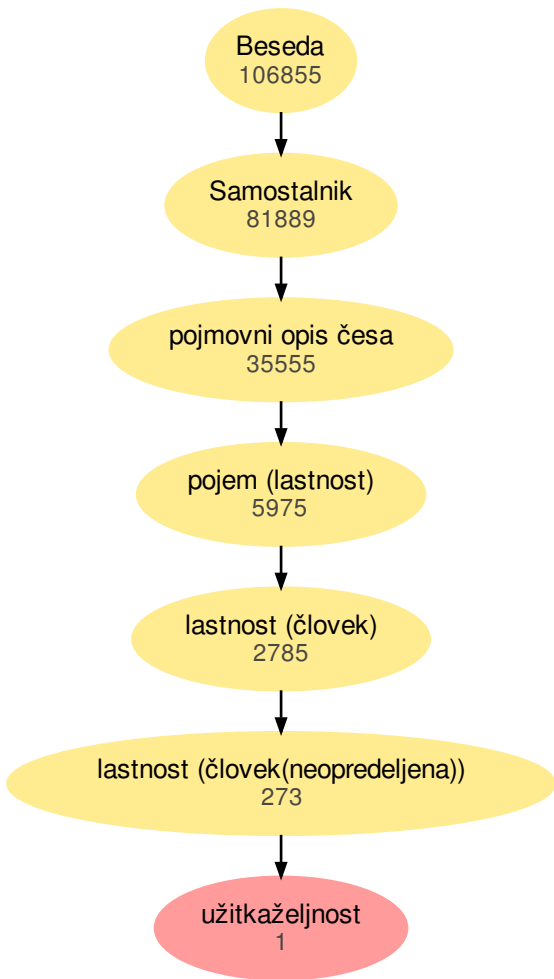 Beseda
106855
Samostalnik
81889
pojmovni opis česa
35555
pojem (lastnost)
5975
lastnost (človek)
2785
lastnost (človek(neopredeljena))
273
užitkaželjnost
1